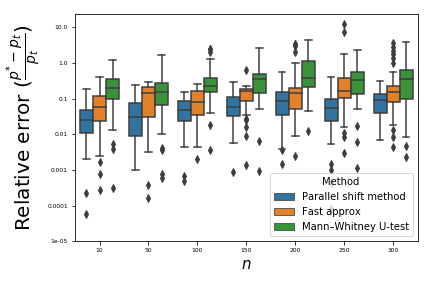 Relative error (p* − p_t / p_t)
10.0
1.0
0.1
0.01
0.001
0.0001
1e-05
10 50 100 150 200 250 300
n
Method
Parallel shift method
Fast approx
Mann–Whitney U-test